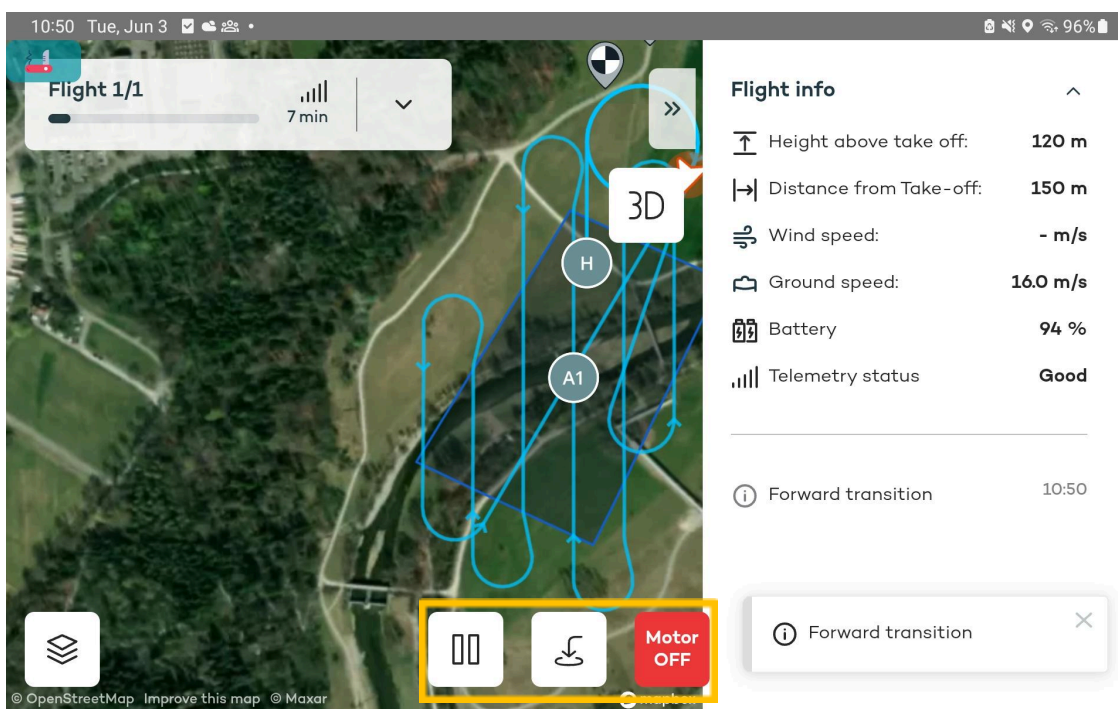 10:50 Tue, Jun 3
96%
Flight 1/1
7 min
3D
H
A1
Motor
OFF
© OpenStreetMap Improve this map © Maxar
mapbox
Flight info
Height above take off: 120 m
Distance from Take-off: 150 m
Wind speed: - m/s
Ground speed: 16.0 m/s
Battery 94 %
Telemetry status Good
Forward transition 10:50
Forward transition